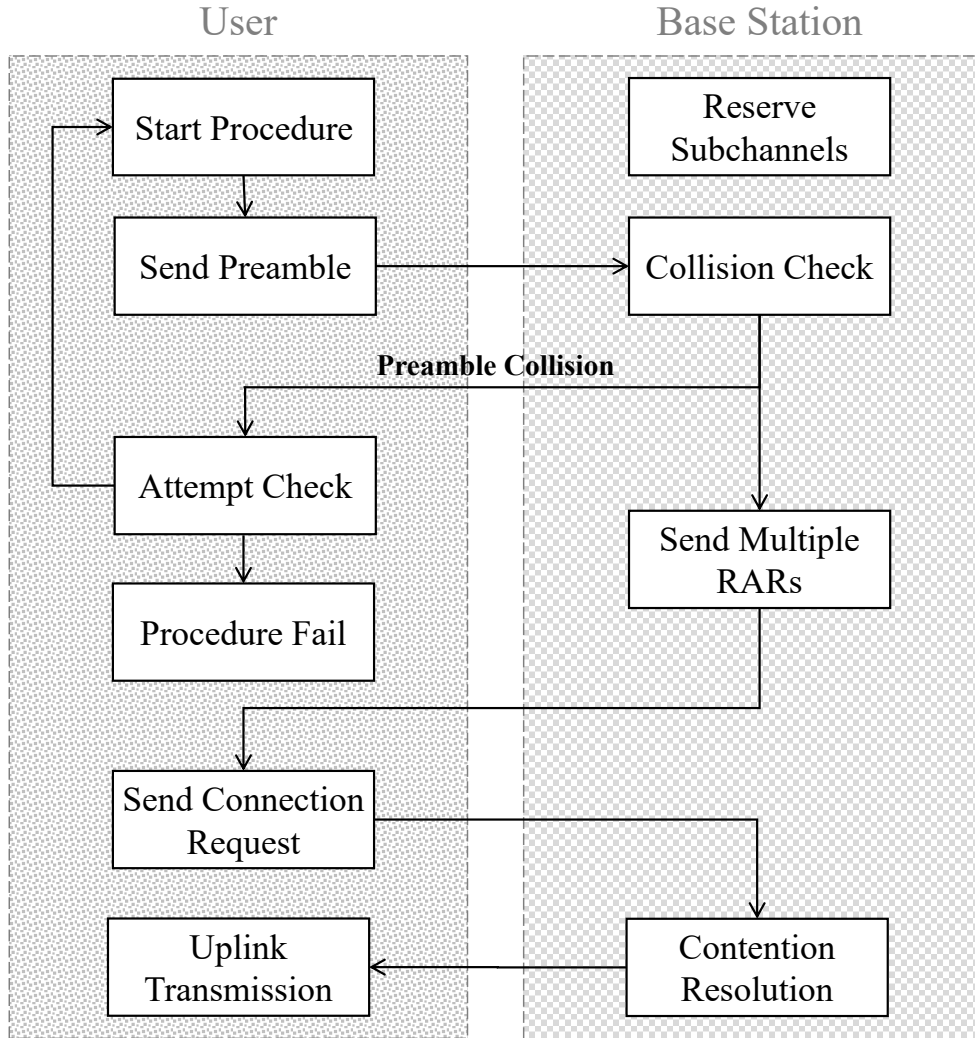 User
Base Station
Start Procedure
Reserve
Subchannels
Send Preamble
Collision Check
Preamble Collision
Attempt Check
Send Multiple
RARs
Procedure Fail
Send Connection
Request
Uplink
Transmission
Contention
Resolution